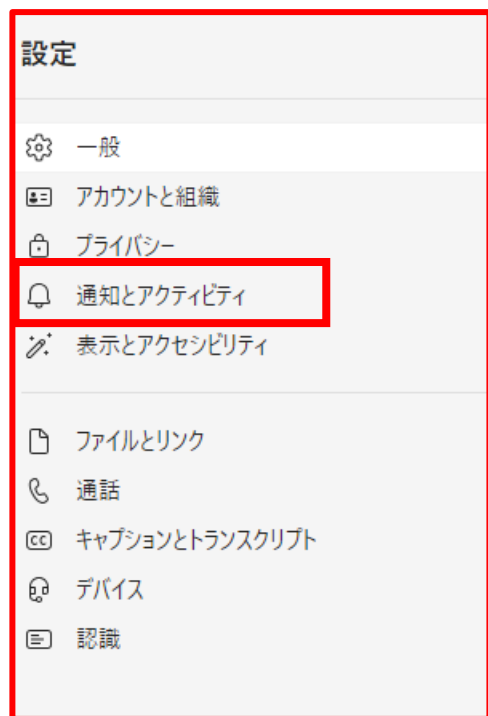 設定
一般
アカウントと組織
プライバシー
通知とアクティビティ
表示とアクセシビリティ
ファイルとリンク
通話
CC キャプションとトランスクリプト
デバイス
認識